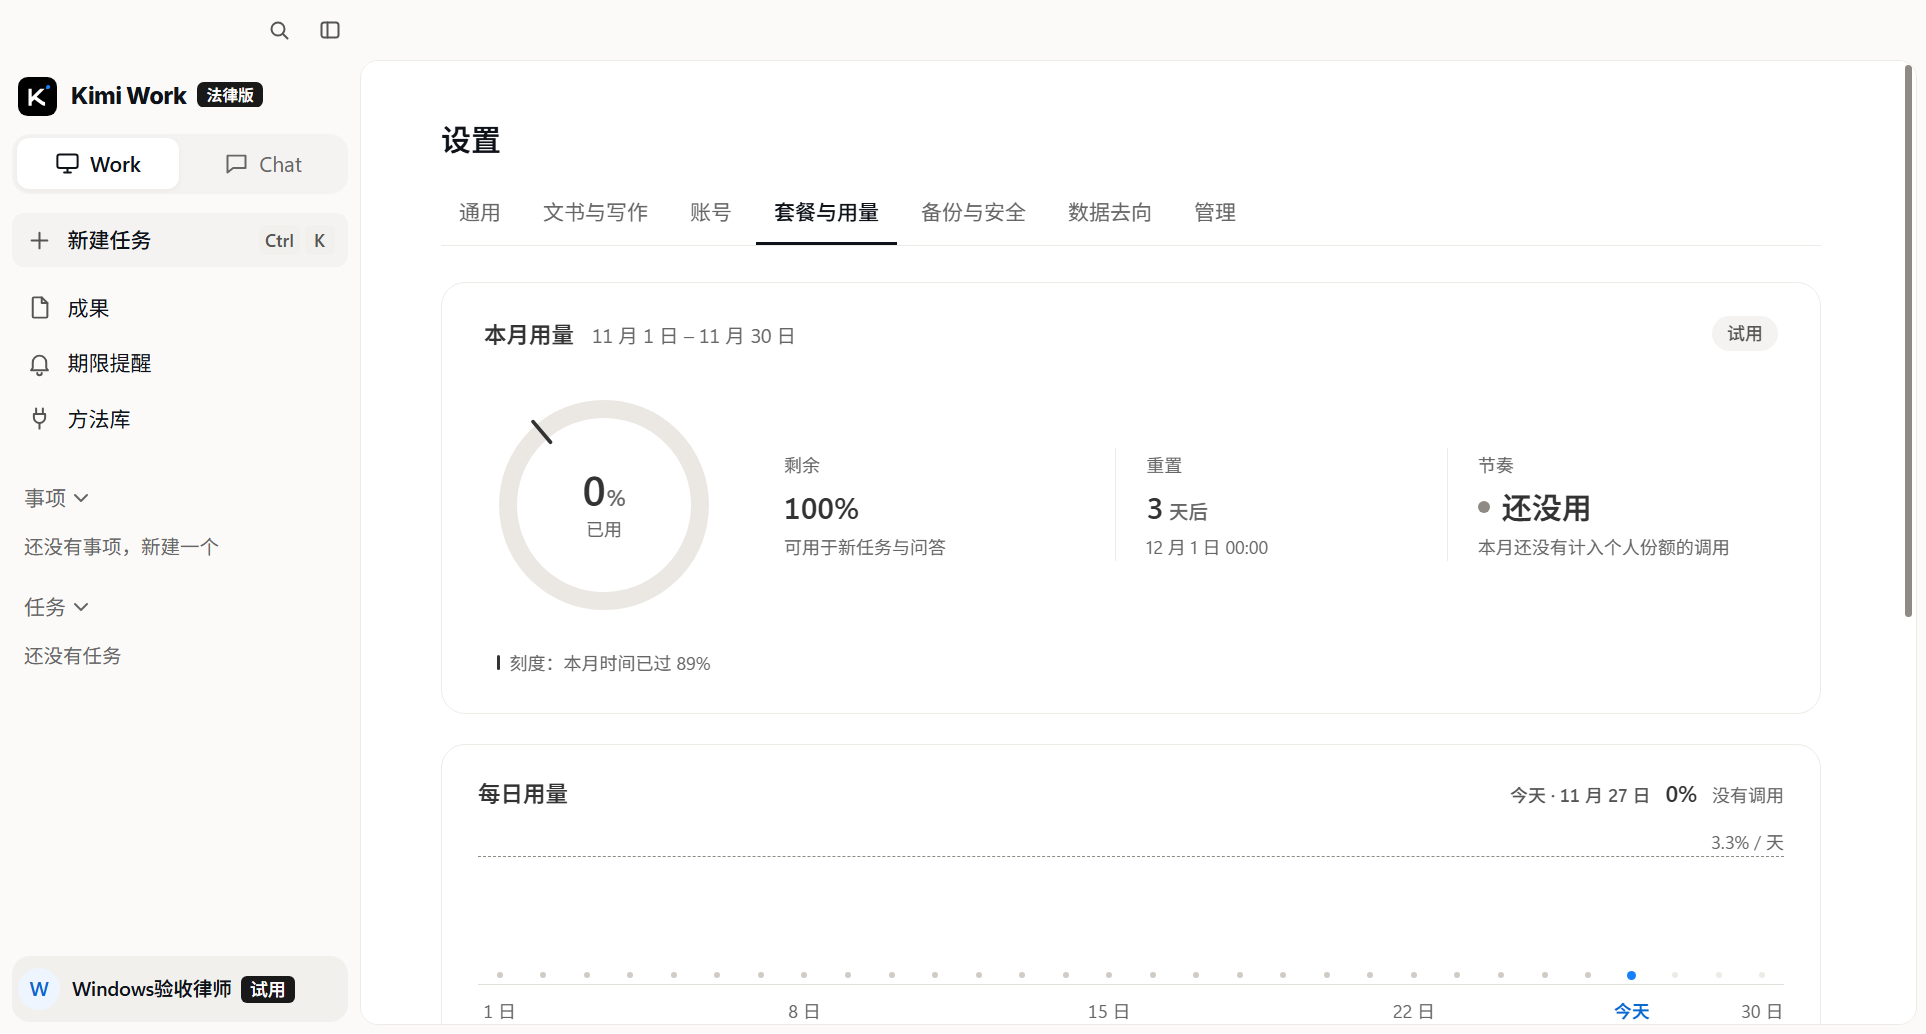 Kimi Work 法律版
Work
Chat
新建任务 Ctrl K
成果
期限提醒
方法库
事项
还没有事项，新建一个
任务
还没有任务
W Windows验收律师 试用
设置
通用 文书与写作 账号 套餐与用量 备份与安全 数据去向 管理
本月用量 11 月 1 日 – 11 月 30 日 试用
0%
已用
剩余
100%
可用于新任务与问答
重置
3 天后
12 月 1 日 00:00
节奏
还没用
本月还没有计入个人份额的调用
刻度：本月时间已过 89%
每日用量 今天 · 11 月 27 日 0% 没有调用
3.3% / 天
1 日 8 日 15 日 22 日 今天 30 日